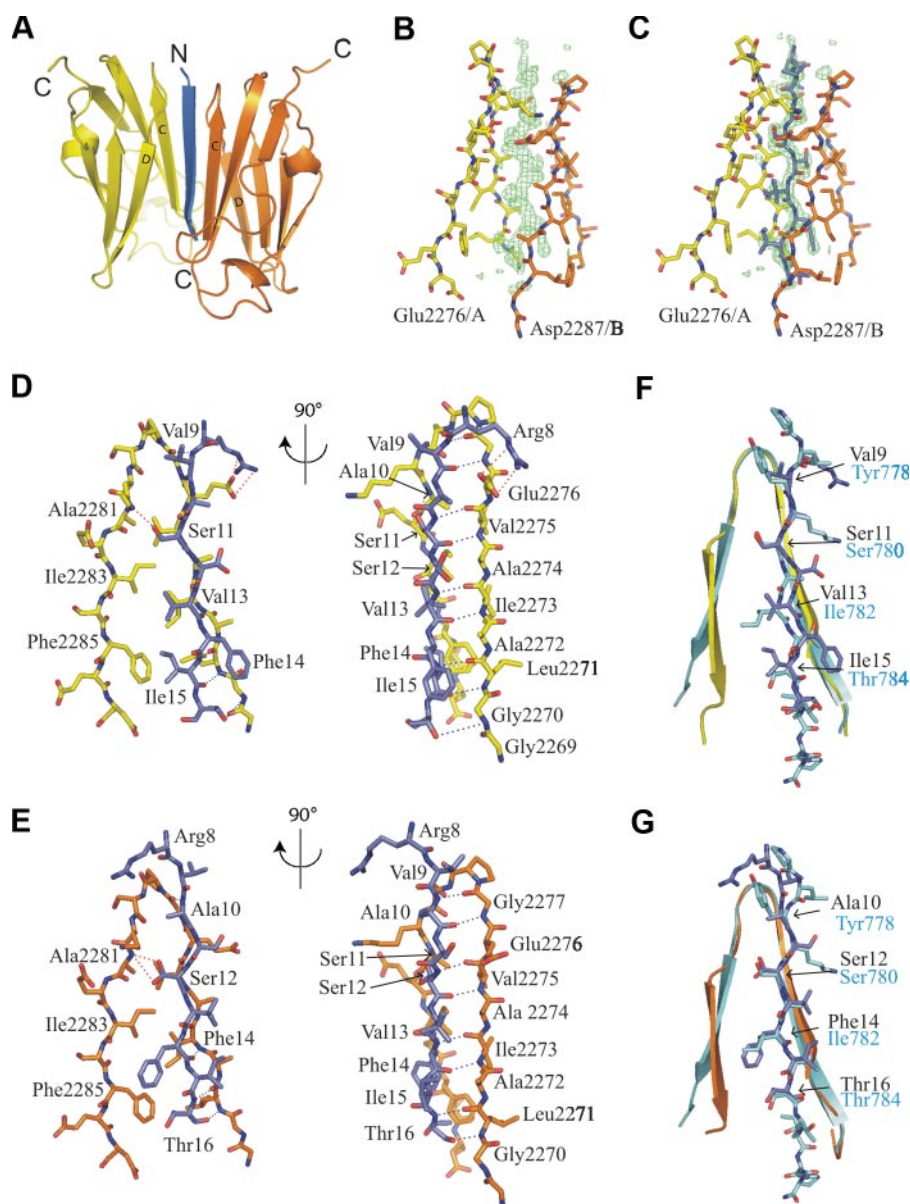 A
B
C
C
N
C
C
D
C
C
D
Glu2276/A
Asp2287/B
Glu2276/A
Asp2287/B
D
90°
F
Val9
Arg8
Ala2281
Ser11
Ile2283
Val13
Phe2285
Phe14
Ile15
Val9
Ala10
Glu2276
Ser11
Val2275
Ser12
Ala2274
Val13
Ile2273
Phe14
Ala2272
Ile15
Leu2271
Gly2270
Gly2269
Val9
Tyr778
Ser11
Ser780
Val13
Ile782
Ile15
Thr784
E
90°
G
Arg8
Ala10
Ala2281
Ser12
Ile2283
Phe14
Phe2285
Thr16
Arg8
Val9
Gly2277
Ala10
Glu2276
Ser11
Val2275
Ser12
Ala 2274
Val13
Ile2273
Phe14
Ala2272
Ile15
Leu2271
Thr16
Gly2270
Ala10
Tyr778
Ser12
Ser780
Phe14
Ile782
Thr16
Thr784